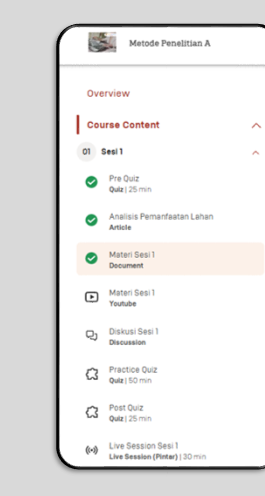 Metode Penelitian A
Overview
Course Content
01 Sesi 1
Pre Quiz
Quiz | 25 min
Analisis Pemanfaatan Lahan
Article
Materi Sesi 1
Document
Materi Sesi 1
Youtube
Diskusi Sesi 1
Discussion
Practice Quiz
Quiz | 50 min
Post Quiz
Quiz | 25 min
Live Session Sesi 1
Live Session (Pintar) | 30 min